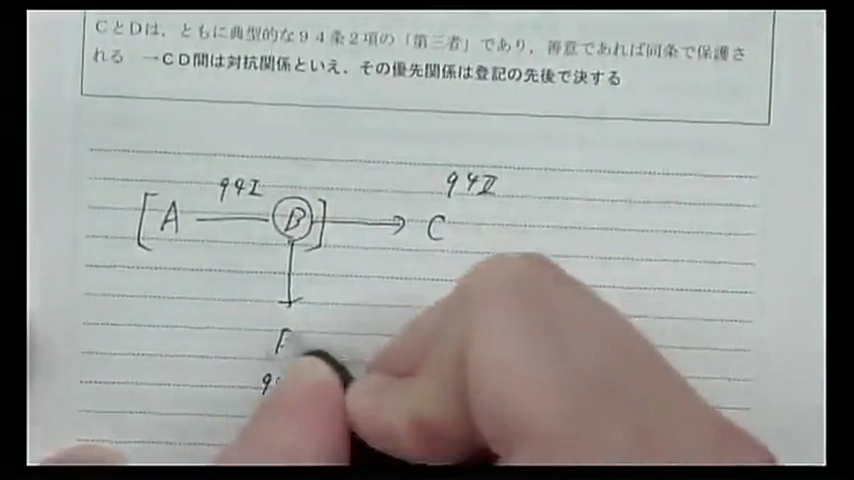 CとDは，ともに典型的な94条2項の「第三者」であり，善意であれば同条で保護さ
れる →CD間は対抗関係といえ，その優先関係は登記の先後で決する
94I 94II
[A B] C